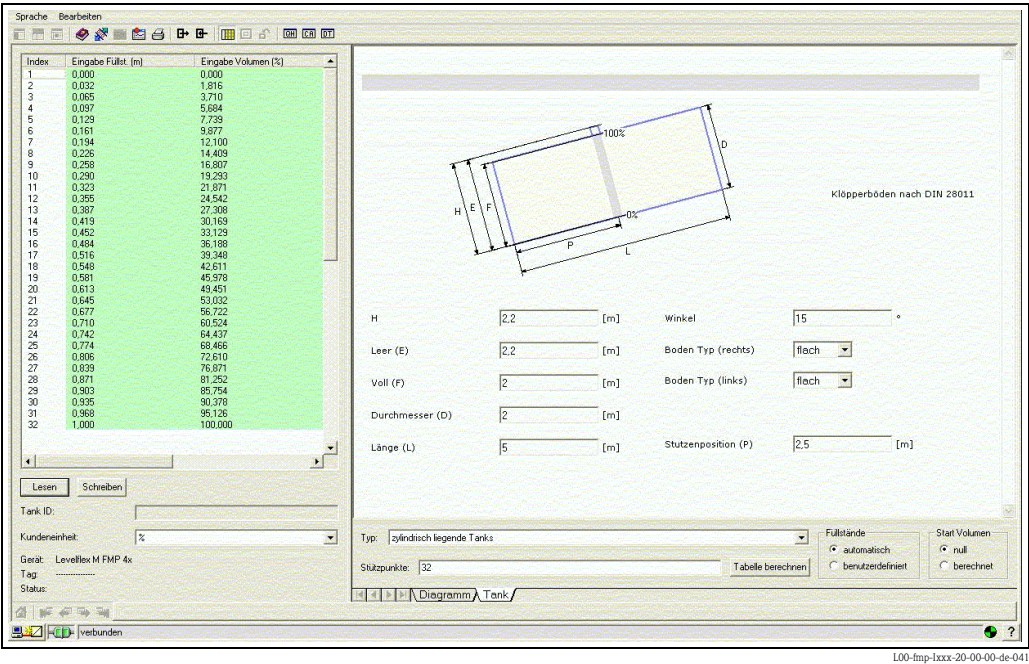 Sprache Bearbeiten
OH CA DT
Index Eingabe Füllst. (m) Eingabe Volumen (%)
1 0,000 0,000
2 0,032 1,816
3 0,065 3,710
4 0,097 5,684
5 0,129 7,739
6 0,161 9,877
7 0,194 12,100
8 0,226 14,409
9 0,258 16,807
10 0,290 19,293
11 0,323 21,871
12 0,355 24,542
13 0,387 27,308
14 0,419 30,169
15 0,452 33,129
16 0,484 36,188
17 0,516 39,348
18 0,548 42,611
19 0,581 45,978
20 0,613 49,451
21 0,645 53,032
22 0,677 56,722
23 0,710 60,524
24 0,742 64,437
25 0,774 68,466
26 0,806 72,610
27 0,839 76,871
28 0,871 81,252
29 0,903 85,754
30 0,935 90,378
31 0,968 95,126
32 1,000 100,000
Lesen Schreiben
Tank ID:
Kundeneinheit: %
Gerät: Levelflex M FMP 4x
Tag: ---------------
Status:
100%
D
H E F
0%
P
L
Klöpperböden nach DIN 28011
H 2,2 [m] Winkel 15 °
Leer (E) 2,2 [m] Boden Typ (rechts) flach
Voll (F) 2 [m] Boden Typ (links) flach
Durchmesser (D) 2 [m]
Länge (L) 5 [m] Stutzenposition (P) 2,5 [m]
Typ: zylindrisch liegende Tanks
Stützpunkte: 32 Tabelle berechnen
Füllstände
automatisch
benutzerdefiniert
Start Volumen
null
berechnet
Diagramm Tank
verbunden ?
L00-fmp-Ixxx-20-00-00-de-041